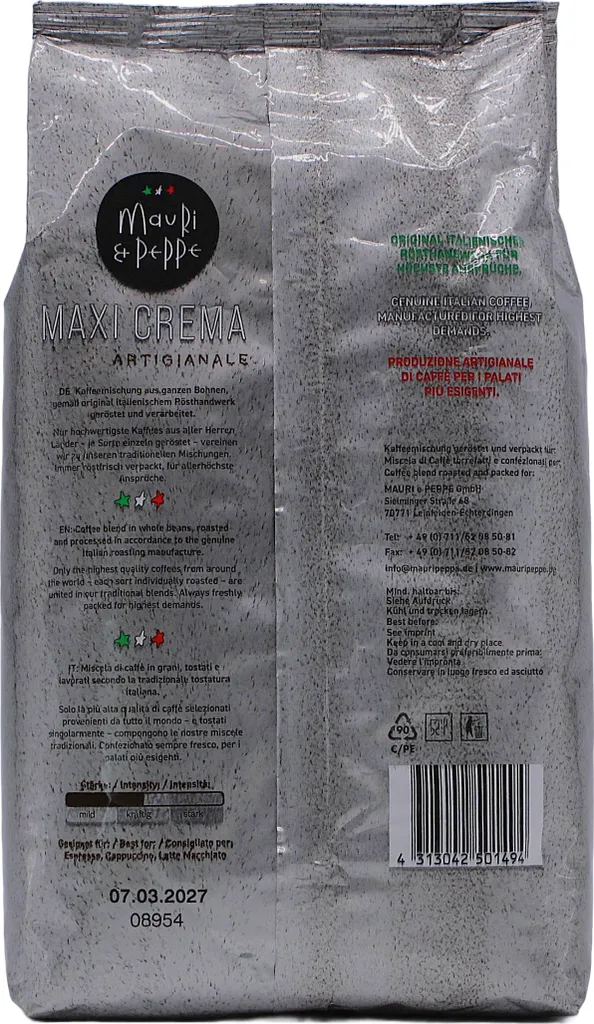 Mauri
& Peppe
MAXI CREMA
ARTIGIANALE
DE: Kaffeemischung aus ganzen Bohnen,
gemäß original italienischem Rösthandwerk
geröstet und verarbeitet.
Nur hochwertigste Kaffees aus aller Herren
Länder – je Sorte einzeln geröstet – vereinen
wir zu unseren traditionellen Mischungen.
Immer röstfrisch verpackt, für allerhöchste
Ansprüche.
EN: Coffee blend in whole beans, roasted
and processed in accordance to the genuine
Italian roasting manufacture.
Only the highest quality coffees from around
the world – each sort individually roasted – are
united in our traditional blends. Always freshly
packed for highest demands.
IT: Miscela di caffè in grani, tostati e
lavorati secondo la tradizionale tostatura
italiana.
Solo la più alta qualità di caffè selezionati
provenienti da tutto il mondo – e tostati
singolarmente – compongono le nostre miscele
tradizionali. Confezionato sempre fresco, per i
palati più esigenti.
Stärke: / Intensity: / Intensità:
mild kräftig stark
Geeignet für: / Best for: / Consigliato per:
Espresso, Cappuccino, Latte Macchiato
07.03.2027
08954
ORIGINAL ITALIENISCHES
RÖSTHANDWERK FÜR
HÖCHSTE ANSPRÜCHE.
GENUINE ITALIAN COFFEE,
MANUFACTURED FOR HIGHEST
DEMANDS.
PRODUZIONE ARTIGIANALE
DI CAFFÈ PER I PALATI
PIÙ ESIGENTI.
Kaffeemischung geröstet und verpackt für:
Miscela di Caffè torrefatti e confezionati per:
Coffee blend roasted and packed for:
MAURI & PEPPE GmbH
Sielminger Straße 48
70771 Leinfelden-Echterdingen
Tel: + 49 (0) 711/52 08 50-81
Fax: + 49 (0) 711/52 08 50-82
info@mauripeppe.de | www.mauripeppe.de
Mind. haltbar bis:
Siehe Aufdruck
Kühl und trocken lagern
Best before:
See imprint
Keep in a cool and dry place
Da consumarsi preferibilmente prima:
Vedere l'impronta
Conservare in luogo fresco ed asciutto
90
C/PE
4 313042 501494